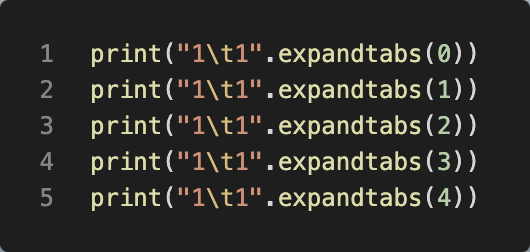 1 print("1\t1".expandtabs(0))
2 print("1\t1".expandtabs(1))
3 print("1\t1".expandtabs(2))
4 print("1\t1".expandtabs(3))
5 print("1\t1".expandtabs(4))